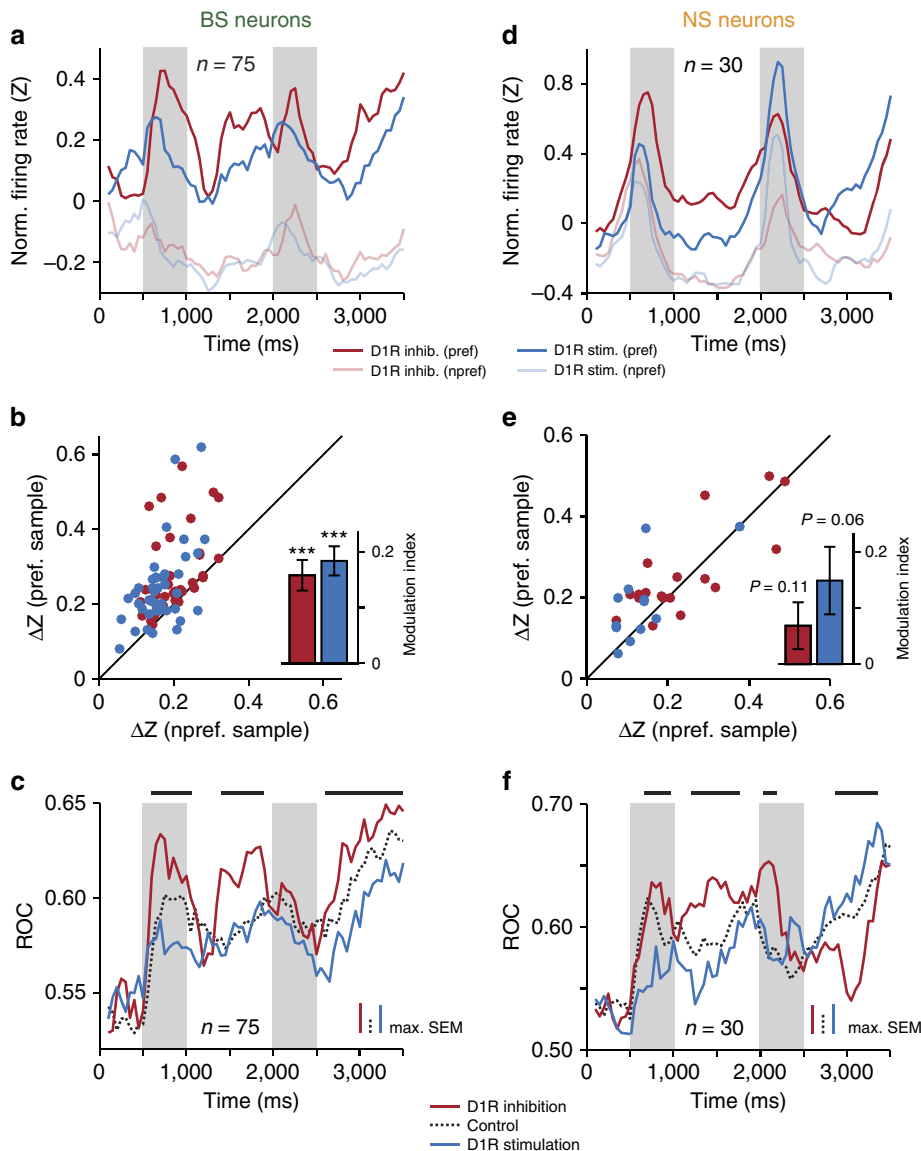 BS neurons
NS neurons
a
Norm. firing rate (Z)
0.4
0.2
0
−0.2
n = 75
0
1,000
2,000
3,000
Time (ms)
d
Norm. firing rate (Z)
0.8
0.4
0
−0.4
n = 30
0
1,000
2,000
3,000
Time (ms)
D1R inhib. (pref)
D1R stim. (pref)
D1R inhib. (npref)
D1R stim. (npref)
b
ΔZ (pref. sample)
0.6
0.4
0.2
0
0
0.2
0.4
0.6
ΔZ (npref. sample)
***
***
0.2
0
Modulation index
e
ΔZ (pref. sample)
0.6
0.4
0.2
0
0
0.2
0.4
0.6
ΔZ (npref. sample)
P = 0.06
P = 0.11
0.2
0
Modulation index
c
ROC
0.65
0.60
0.55
n = 75
max. SEM
0
1,000
2,000
3,000
Time (ms)
f
ROC
0.70
0.60
0.50
n = 30
max. SEM
0
1,000
2,000
3,000
Time (ms)
D1R inhibition
Control
D1R stimulation